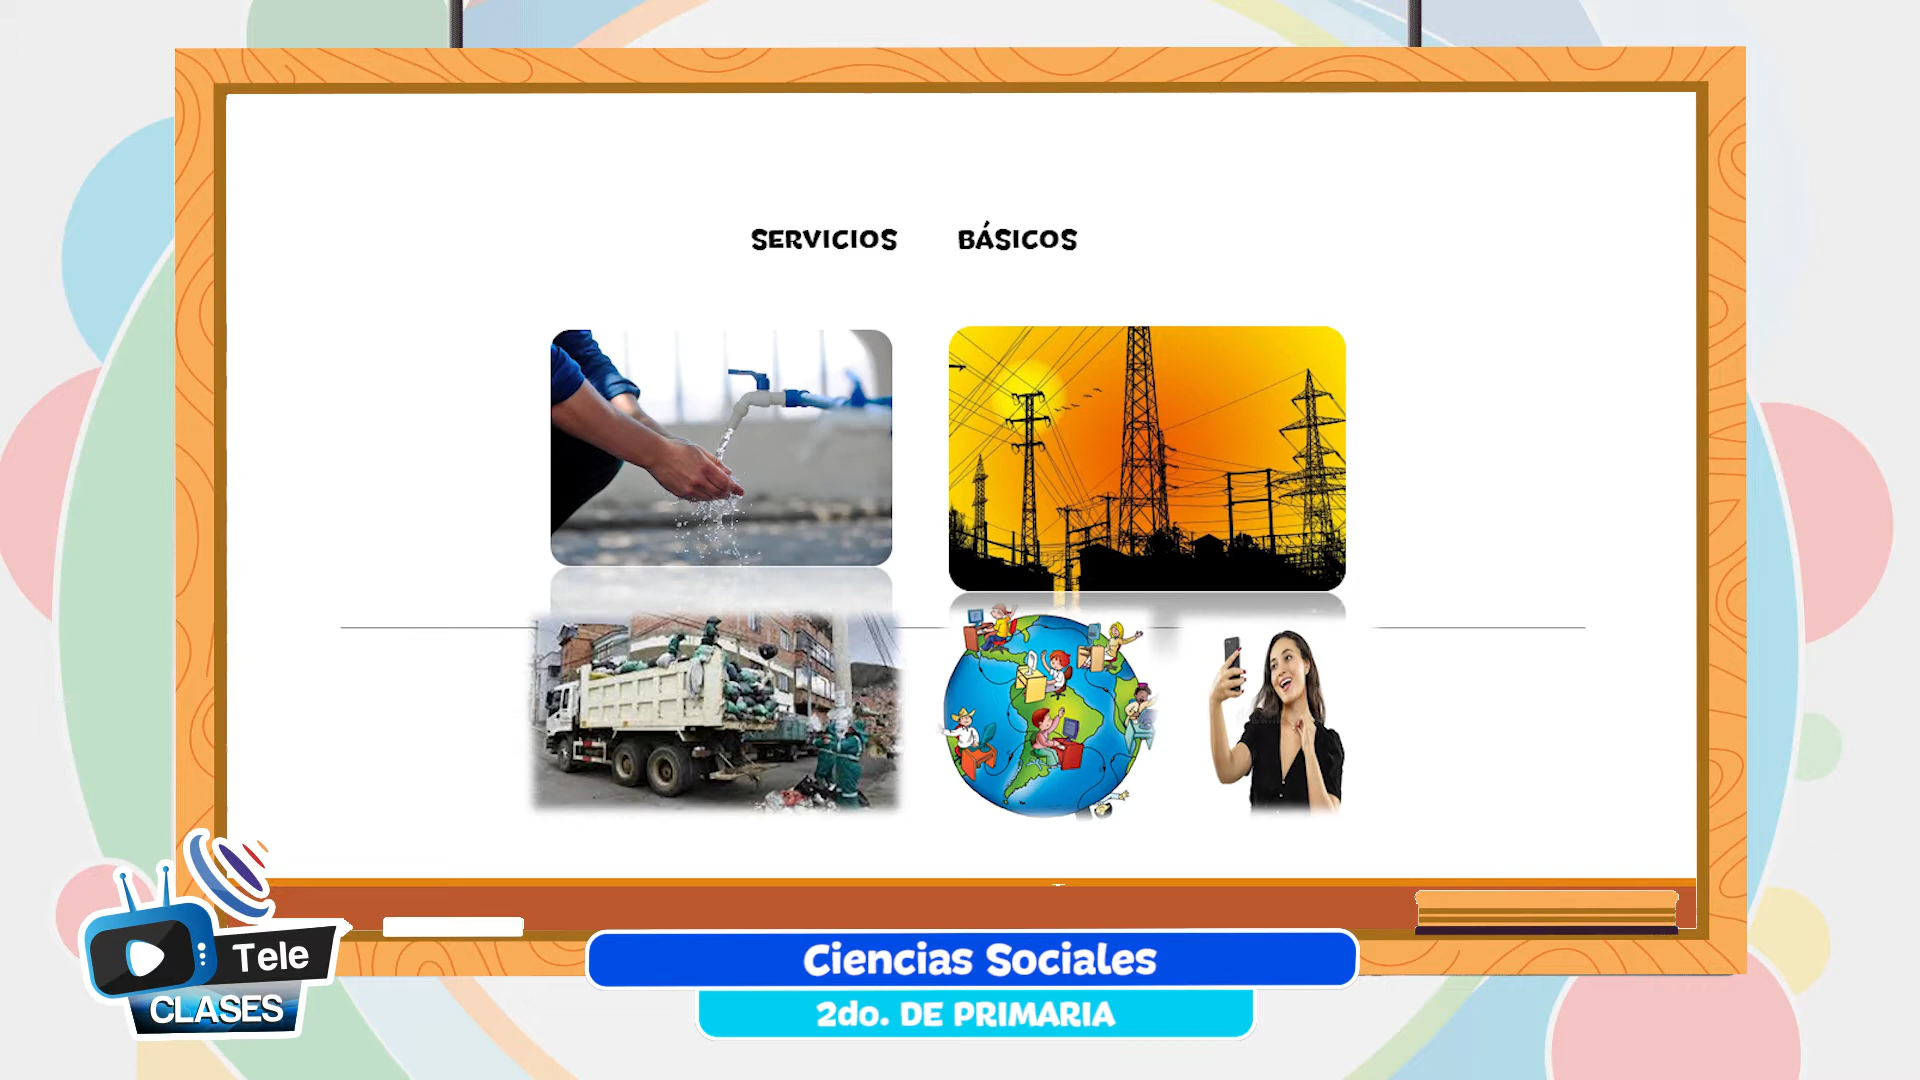 SERVICIOS BÁSICOS
Tele
CLASES
Ciencias Sociales
2do. DE PRIMARIA